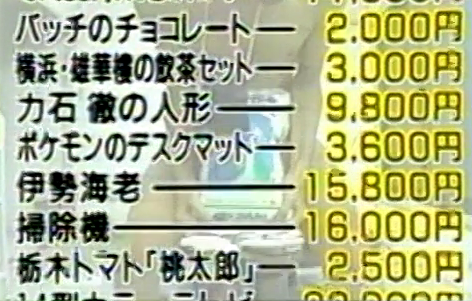 バッチのチョコレート 2,000円
横浜・雄華樓の飲茶セット 3,000円
力石 徹の人形 9,800円
ポケモンのデスクマット 3,600円
伊勢海老 15,800円
掃除機 16,000円
栃木トマト「桃太郎」 2,500円